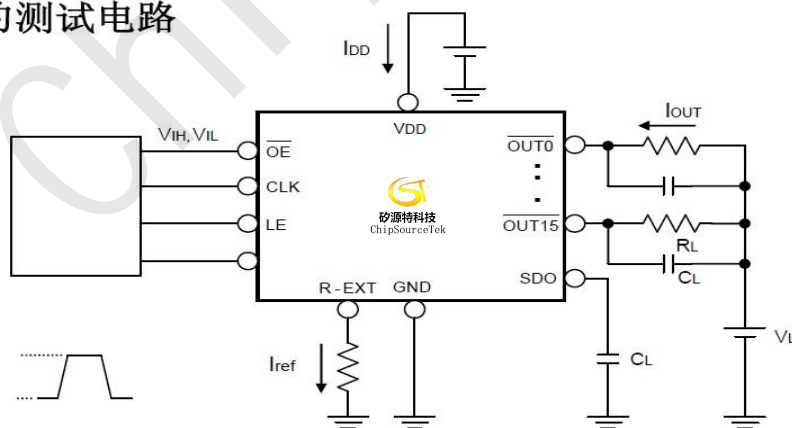 的测试电路
IDD
VDD
VIH,VIL
OE
CLK
LE
矽源特科技
ChipSourceTek
OUT0
OUT15
SDO
R-EXT
GND
IOUT
RL
CL
CL
Iref
VL
Chi